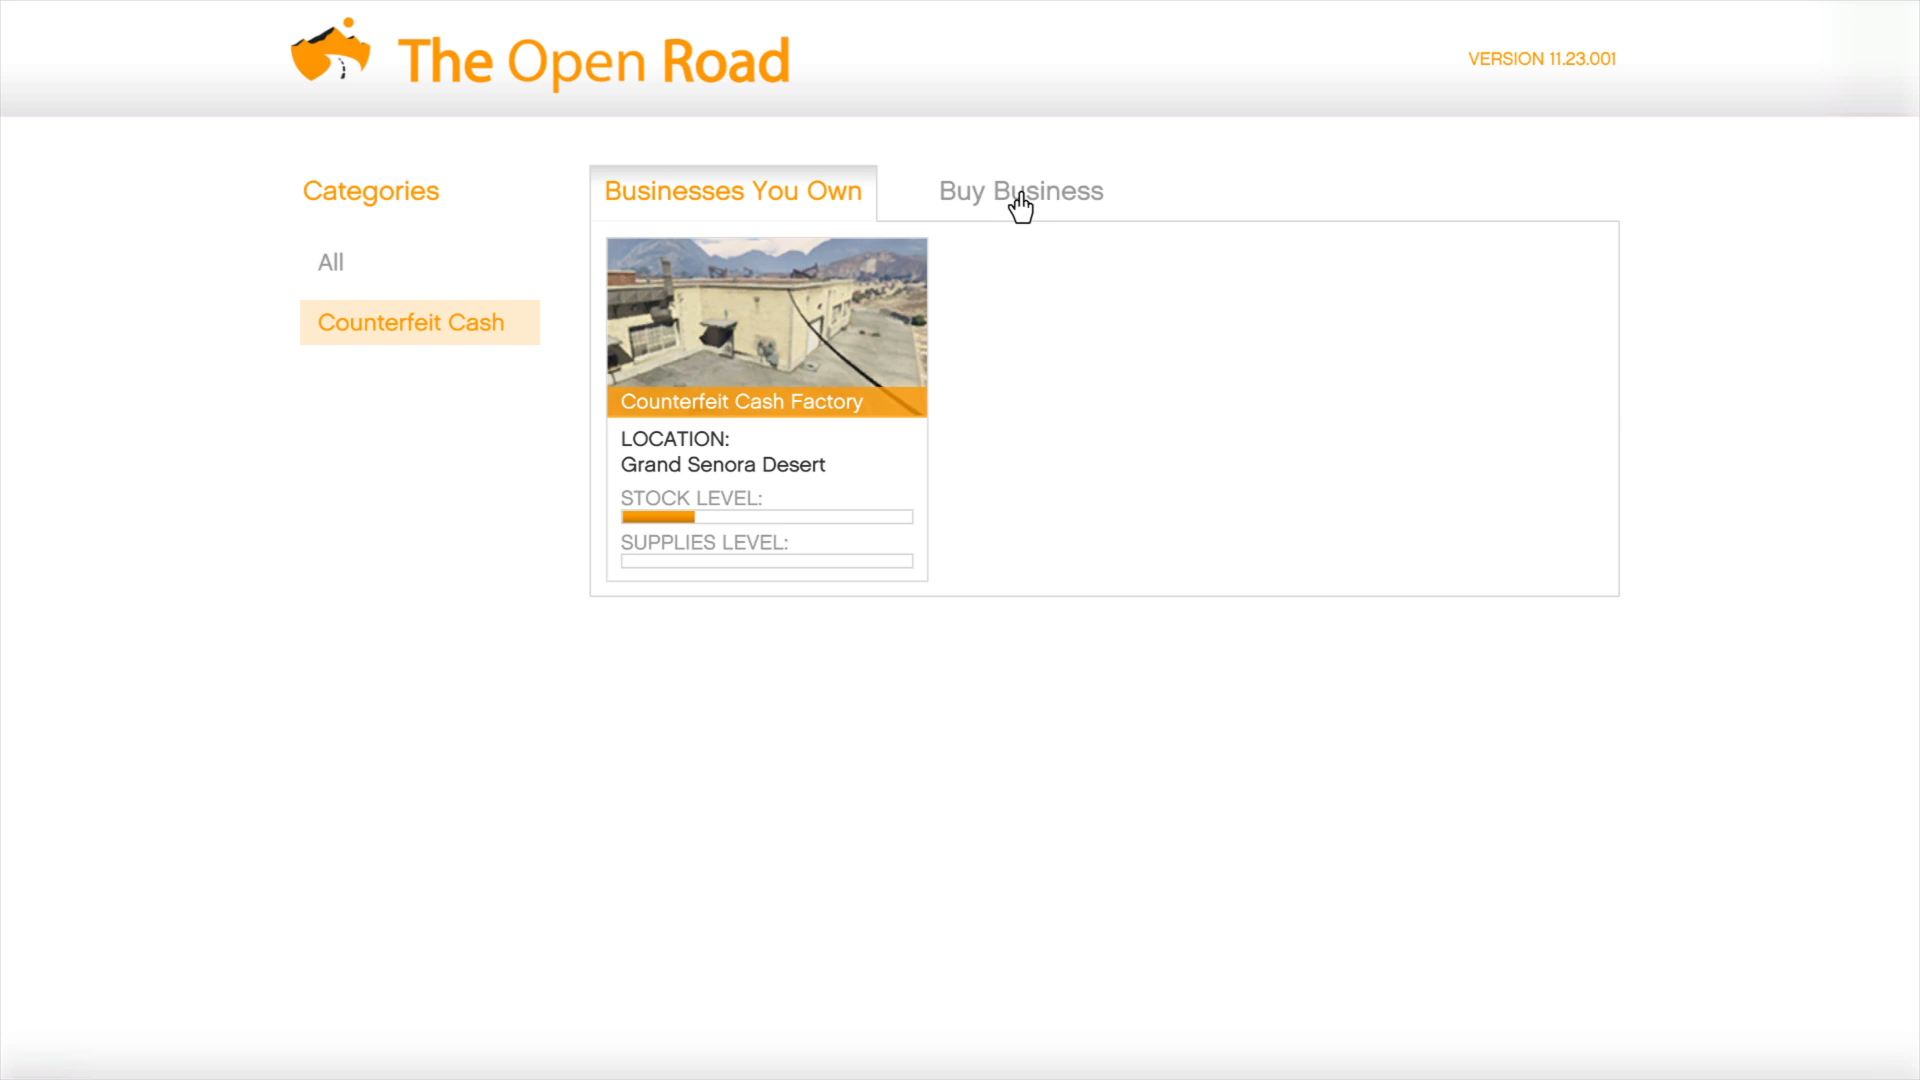 The Open Road
VERSION 11.23.001
Categories
Businesses You Own
Buy Business
All
Counterfeit Cash
Counterfeit Cash Factory
LOCATION:
Grand Senora Desert
STOCK LEVEL:
SUPPLIES LEVEL: